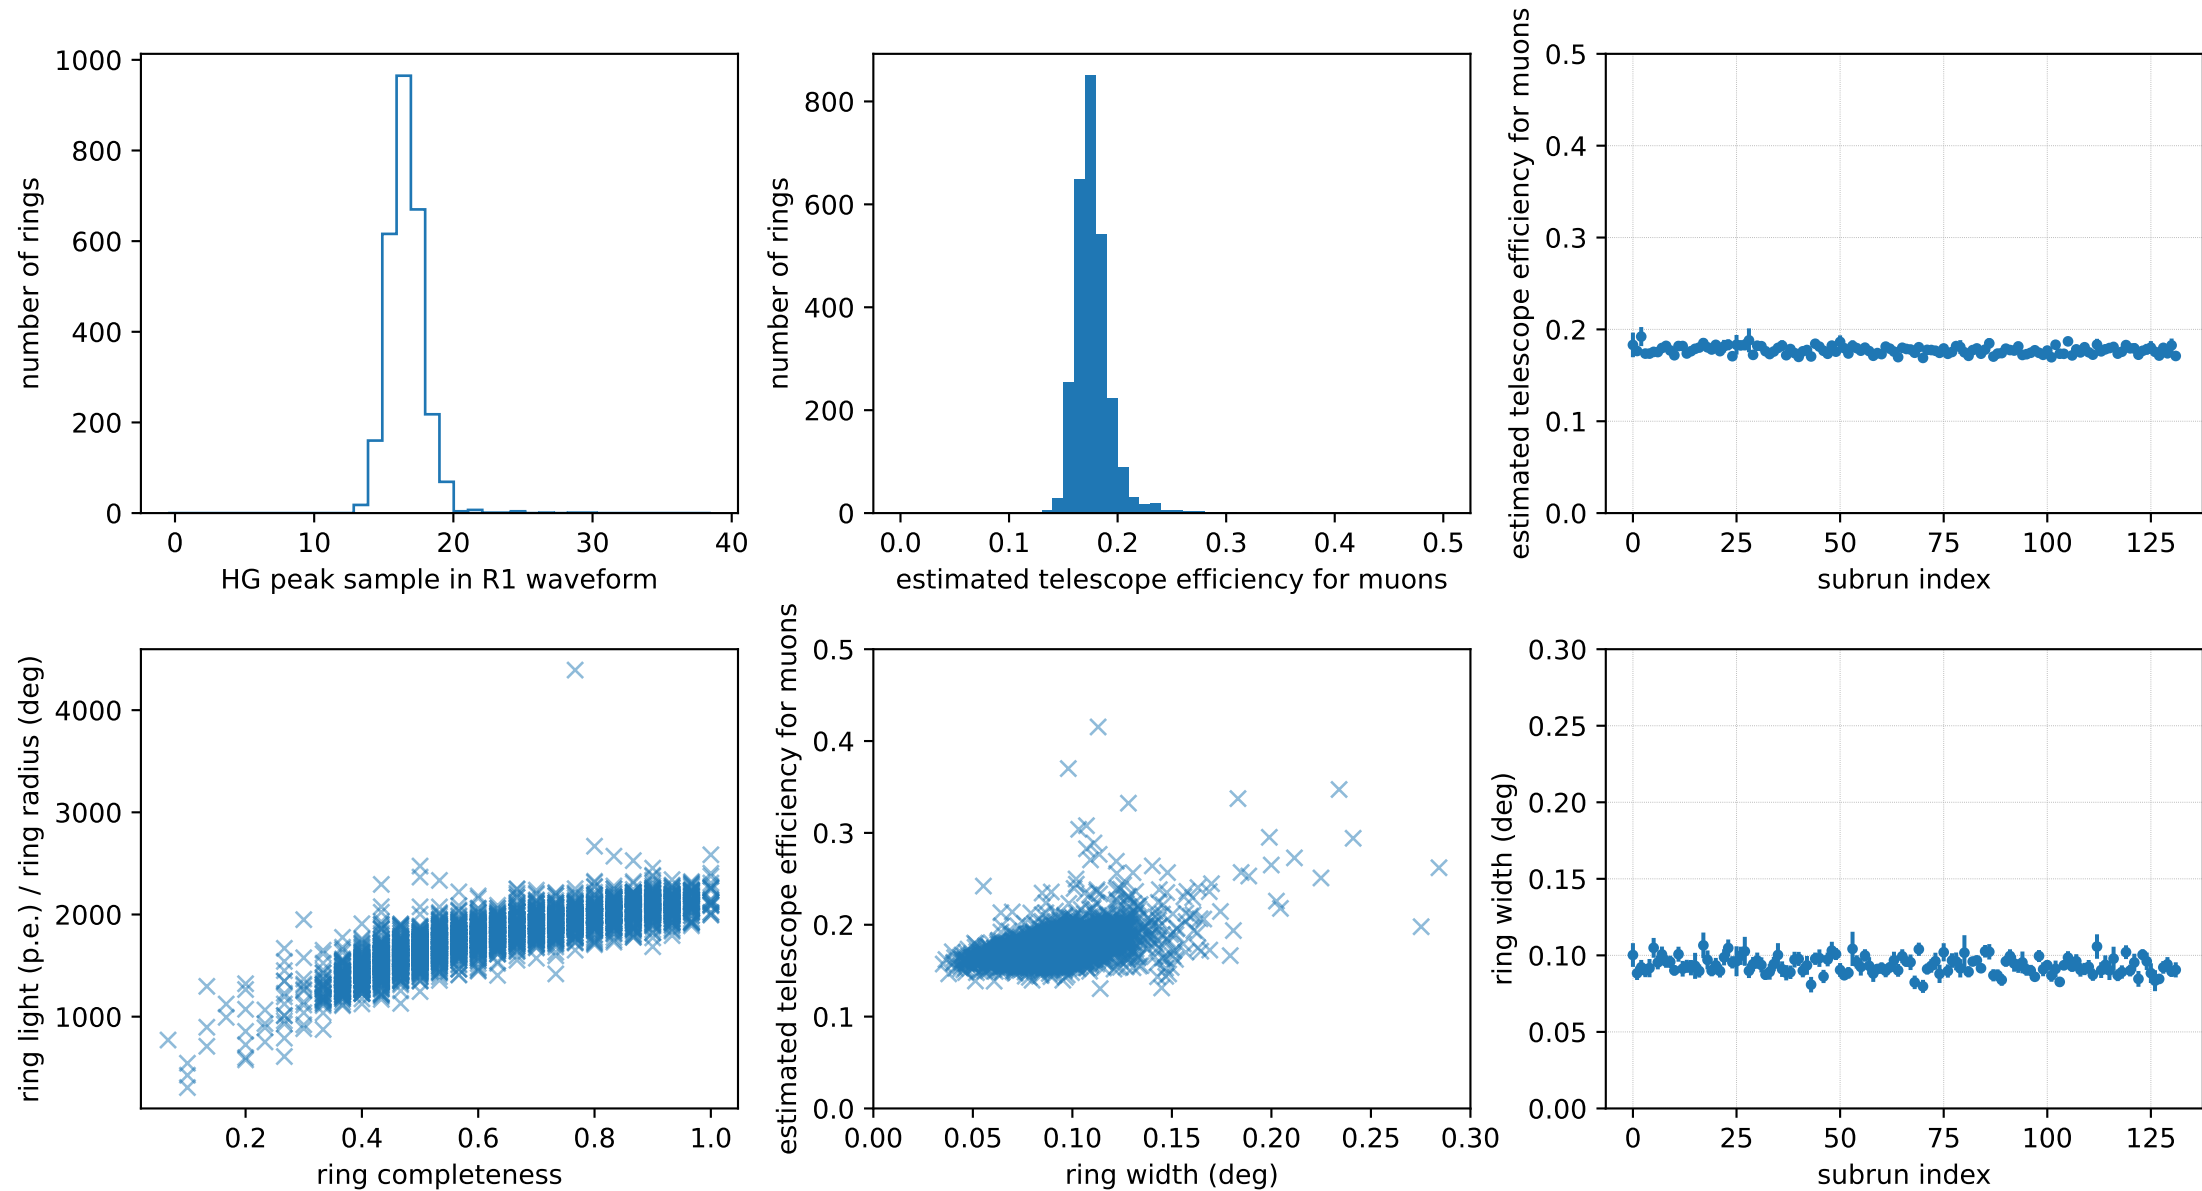 1000
800
600
400
200
0
number of rings
0 10 20 30 40
HG peak sample in R1 waveform
800
600
400
200
0
number of rings
0.0 0.1 0.2 0.3 0.4 0.5
estimated telescope efficiency for muons
0.5
0.4
0.3
0.2
0.1
0.0
estimated telescope efficiency for muons
0 25 50 75 100 125
subrun index
4000
3000
2000
1000
ring light (p.e.) / ring radius (deg)
0.2 0.4 0.6 0.8 1.0
ring completeness
0.5
0.4
0.3
0.2
0.1
0.0
estimated telescope efficiency for muons
0.00 0.05 0.10 0.15 0.20 0.25 0.30
ring width (deg)
0.30
0.25
0.20
0.15
0.10
0.05
0.00
ring width (deg)
0 25 50 75 100 125
subrun index